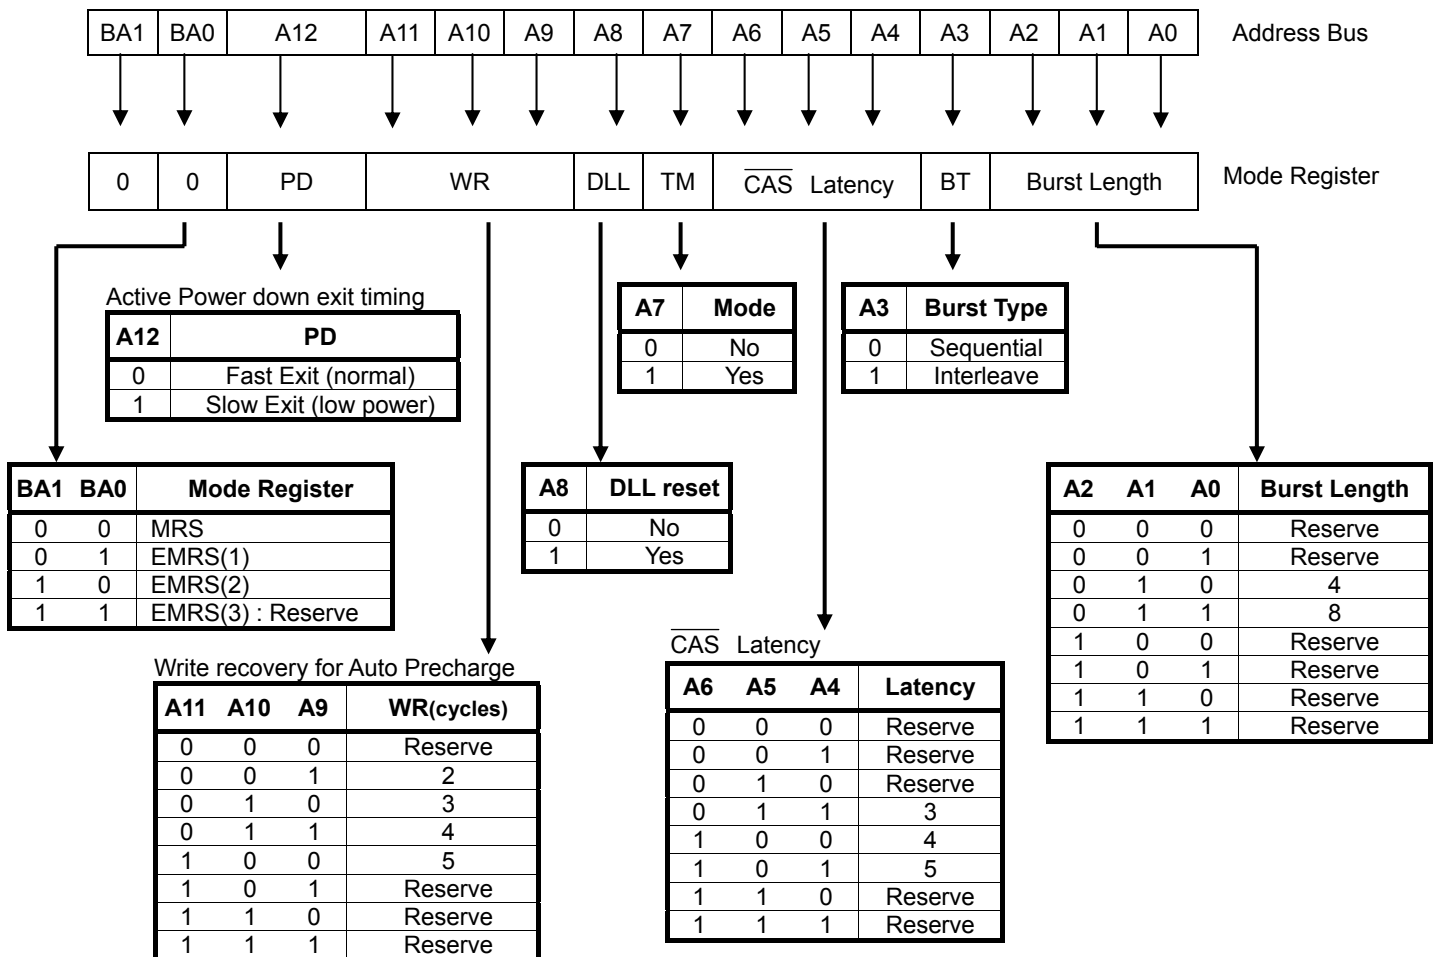 BA1 BA0 A12 A11 A10 A9 A8 A7 A6 A5 A4 A3 A2 A1 A0 Address Bus
0 0 PD WR DLL TM CAS Latency BT Burst Length Mode Register
Active Power down exit timing
A12 PD
0 Fast Exit (normal)
1 Slow Exit (low power)
A7 Mode
0 No
1 Yes
A3 Burst Type
0 Sequential
1 Interleave
BA1 BA0 Mode Register
0 0 MRS
0 1 EMRS(1)
1 0 EMRS(2)
1 1 EMRS(3) : Reserve
A8 DLL reset
0 No
1 Yes
A2 A1 A0 Burst Length
0 0 0 Reserve
0 0 1 Reserve
0 1 0 4
0 1 1 8
1 0 0 Reserve
1 0 1 Reserve
1 1 0 Reserve
1 1 1 Reserve
Write recovery for Auto Precharge
A11 A10 A9 WR(cycles)
0 0 0 Reserve
0 0 1 2
0 1 0 3
0 1 1 4
1 0 0 5
1 0 1 Reserve
1 1 0 Reserve
1 1 1 Reserve
CAS Latency
A6 A5 A4 Latency
0 0 0 Reserve
0 0 1 Reserve
0 1 0 Reserve
0 1 1 3
1 0 0 4
1 0 1 5
1 1 0 Reserve
1 1 1 Reserve